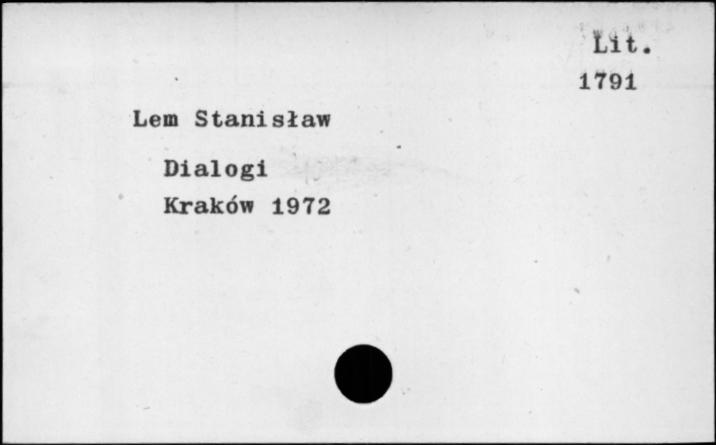 Lit.
1791
Lem Stanisław
Dialogi
Kraków 1972